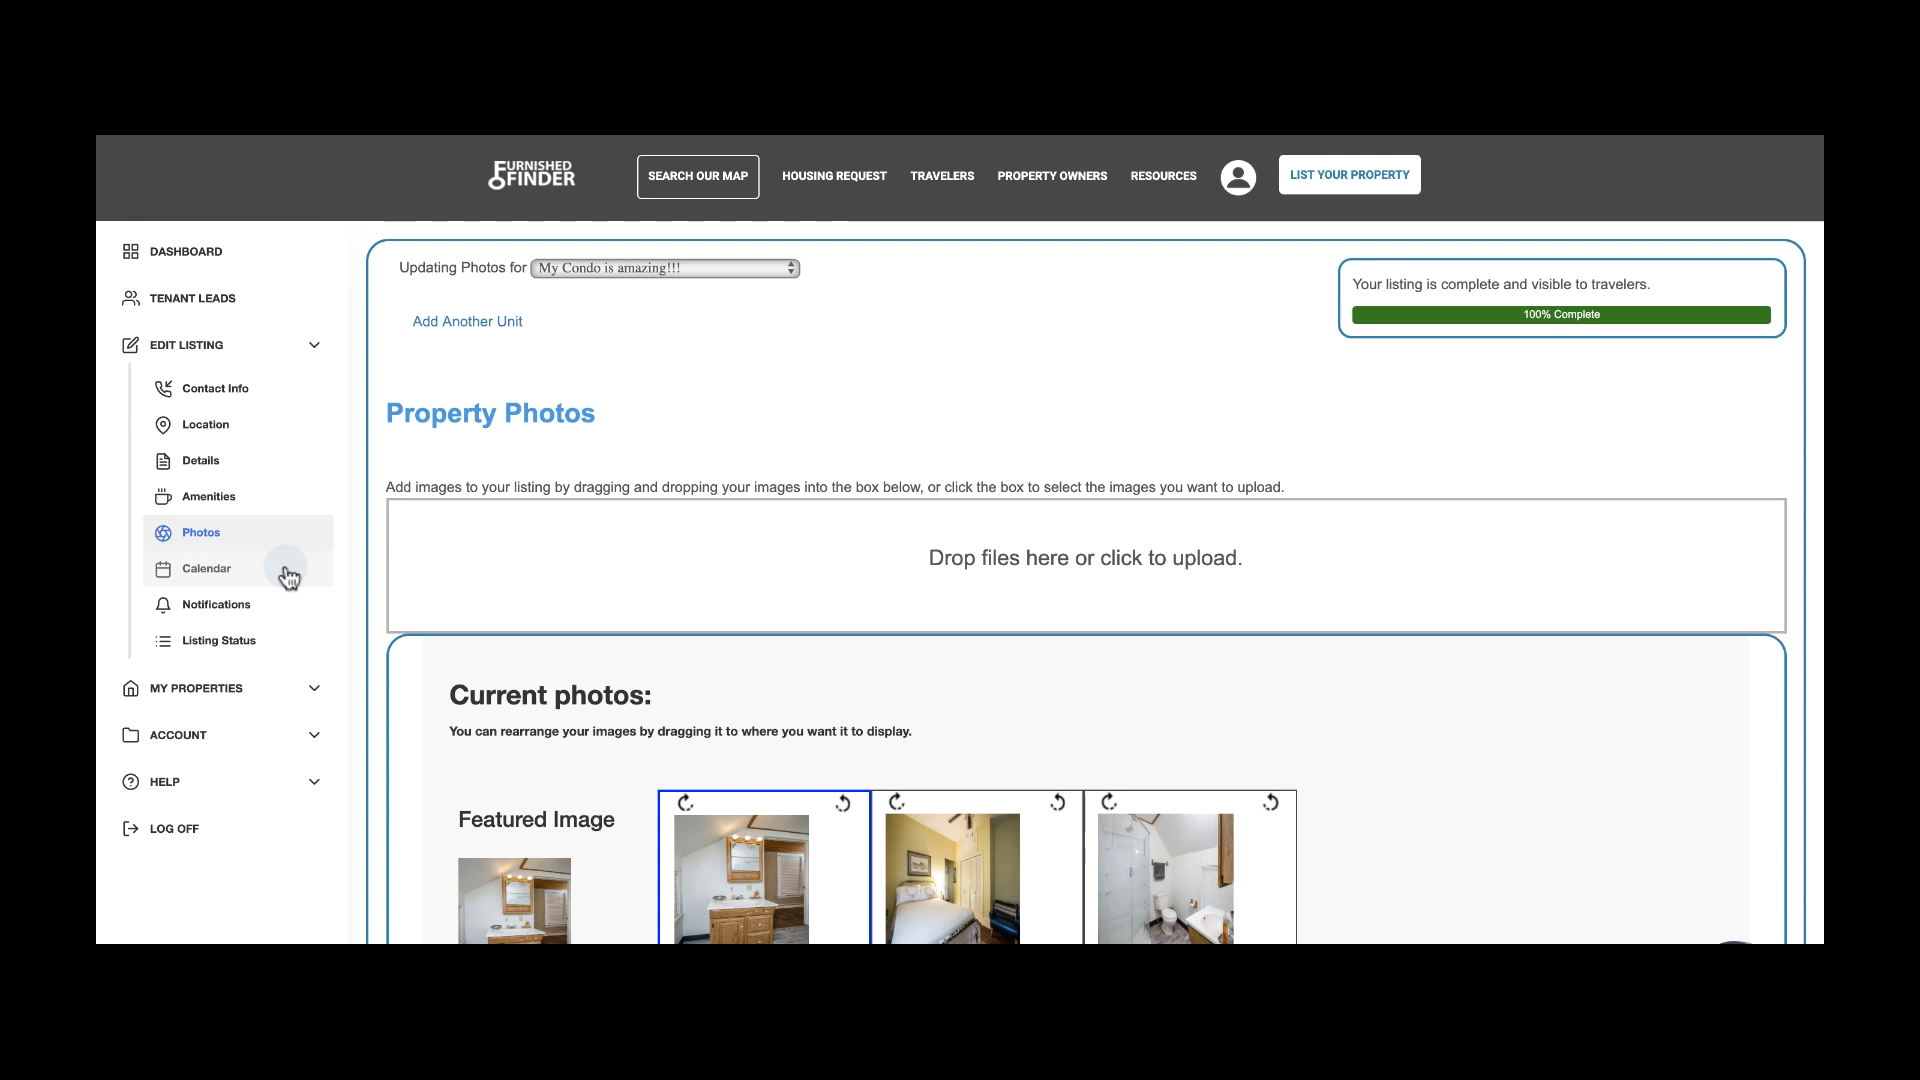 FURNISHED
FINDER
SEARCH OUR MAP
HOUSING REQUEST
TRAVELERS
PROPERTY OWNERS
RESOURCES
LIST YOUR PROPERTY
DASHBOARD
TENANT LEADS
EDIT LISTING
Contact Info
Location
Details
Amenities
Photos
Calendar
Notifications
Listing Status
MY PROPERTIES
ACCOUNT
HELP
LOG OFF
Updating Photos for My Condo is amazing!!!
Add Another Unit
Your listing is complete and visible to travelers.
100% Complete
Property Photos
Add images to your listing by dragging and dropping your images into the box below, or click the box to select the images you want to upload.
Drop files here or click to upload.
Current photos:
You can rearrange your images by dragging it to where you want it to display.
Featured Image